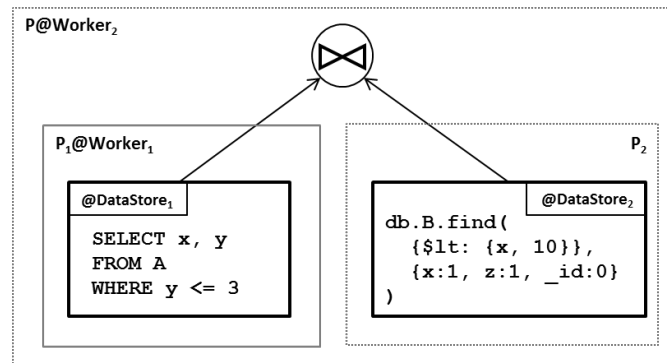 P@Worker₂
⋈
P₁@Worker₁
@DataStore₁
SELECT x, y
FROM A
WHERE y <= 3
P₂
@DataStore₂
db.B.find(
{$lt: {x, 10}},
{x:1, z:1, _id:0}
)